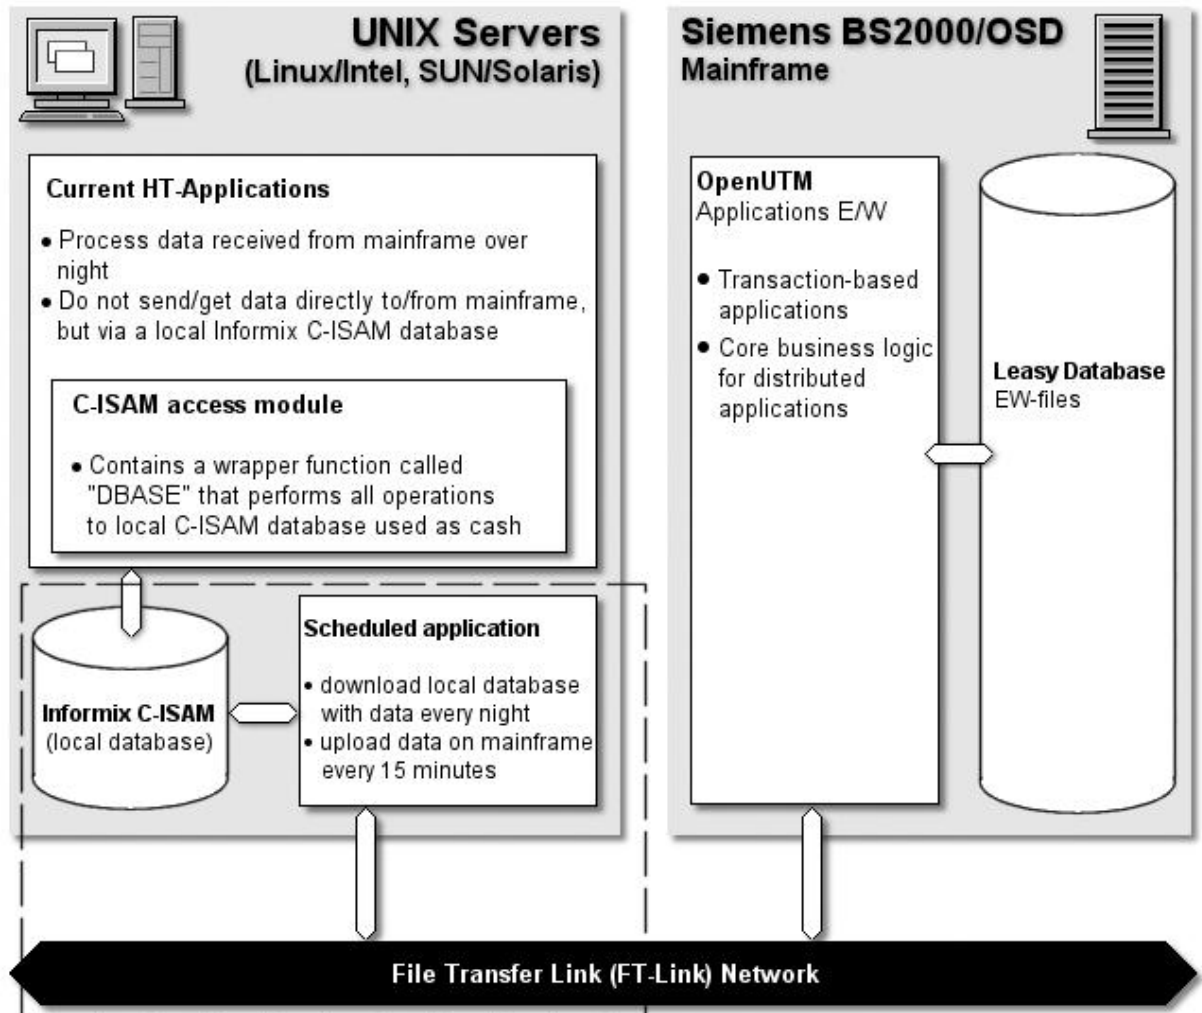 UNIX Servers
(Linux/Intel, SUN/Solaris)
Current HT-Applications
• Process data received from mainframe over
night
• Do not send/get data directly to/from mainframe,
but via a local Informix C-ISAM database
C-ISAM access module
• Contains a wrapper function called
"DBASE" that performs all operations
to local C-ISAM database used as cash
Informix C-ISAM
(local database)
Scheduled application
• download local database
with data every night
• upload data on mainframe
every 15 minutes
Siemens BS2000/OSD
Mainframe
OpenUTM
Applications E/W
• Transaction-based
applications
• Core business logic
for distributed
applications
Leasy Database
EW-files
File Transfer Link (FT-Link) Network